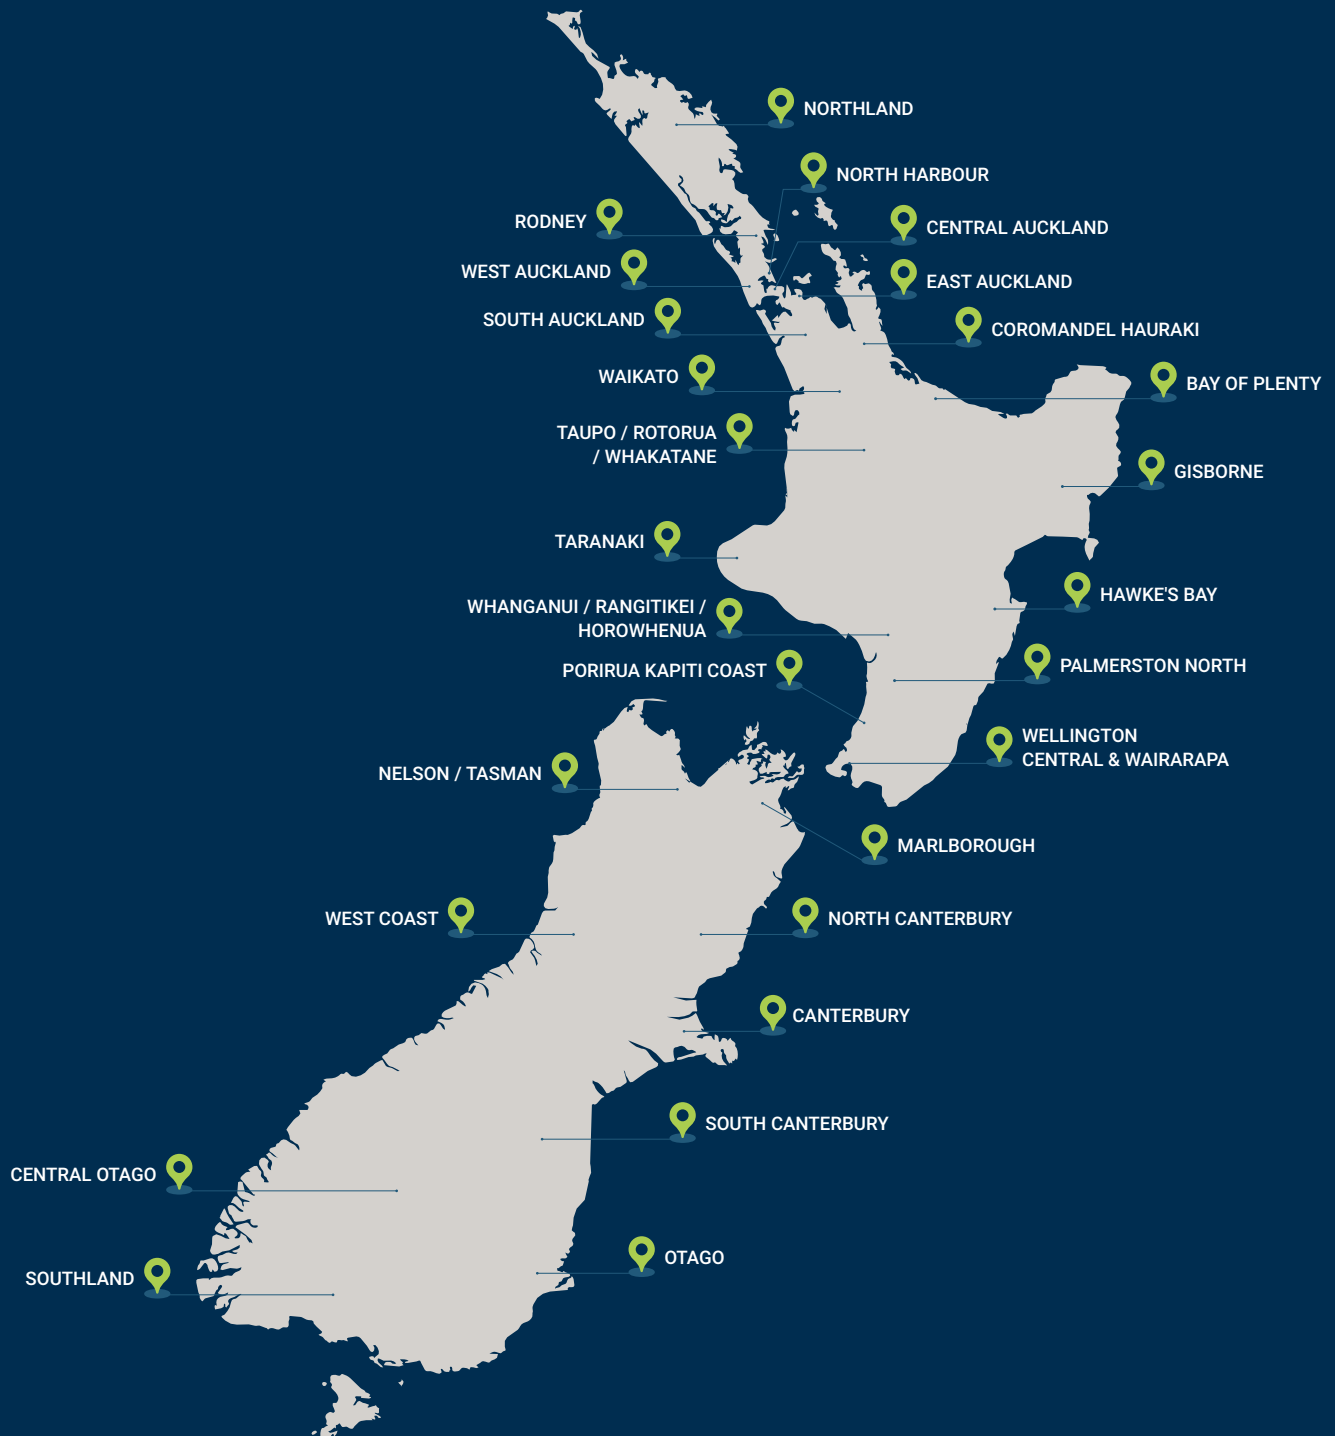 NORTHLAND
NORTH HARBOUR
RODNEY
CENTRAL AUCKLAND
WEST AUCKLAND
EAST AUCKLAND
SOUTH AUCKLAND
COROMANDEL HAURAKI
WAIKATO
BAY OF PLENTY
TAUPO / ROTORUA
/ WHAKATANE
GISBORNE
TARANAKI
HAWKE'S BAY
WHANGANUI / RANGITIKEI /
HOROWHENUA
PORIRUA KAPITI COAST
PALMERSTON NORTH
WELLINGTON
CENTRAL & WAIRARAPA
NELSON / TASMAN
MARLBOROUGH
WEST COAST
NORTH CANTERBURY
CANTERBURY
SOUTH CANTERBURY
CENTRAL OTAGO
OTAGO
SOUTHLAND